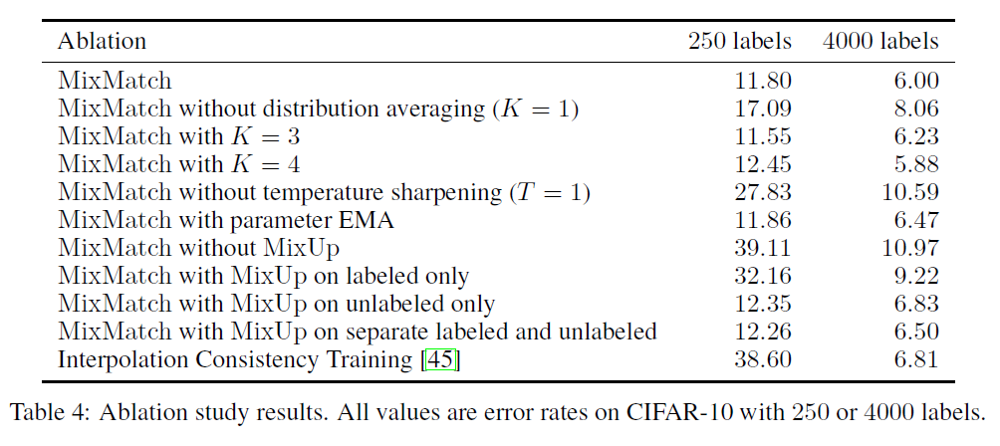 Ablation 250 labels 4000 labels
MixMatch 11.80 6.00
MixMatch without distribution averaging (K = 1) 17.09 8.06
MixMatch with K = 3 11.55 6.23
MixMatch with K = 4 12.45 5.88
MixMatch without temperature sharpening (T = 1) 27.83 10.59
MixMatch with parameter EMA 11.86 6.47
MixMatch without MixUp 39.11 10.97
MixMatch with MixUp on labeled only 32.16 9.22
MixMatch with MixUp on unlabeled only 12.35 6.83
MixMatch with MixUp on separate labeled and unlabeled 12.26 6.50
Interpolation Consistency Training [45] 38.60 6.81
Table 4: Ablation study results. All values are error rates on CIFAR-10 with 250 or 4000 labels.